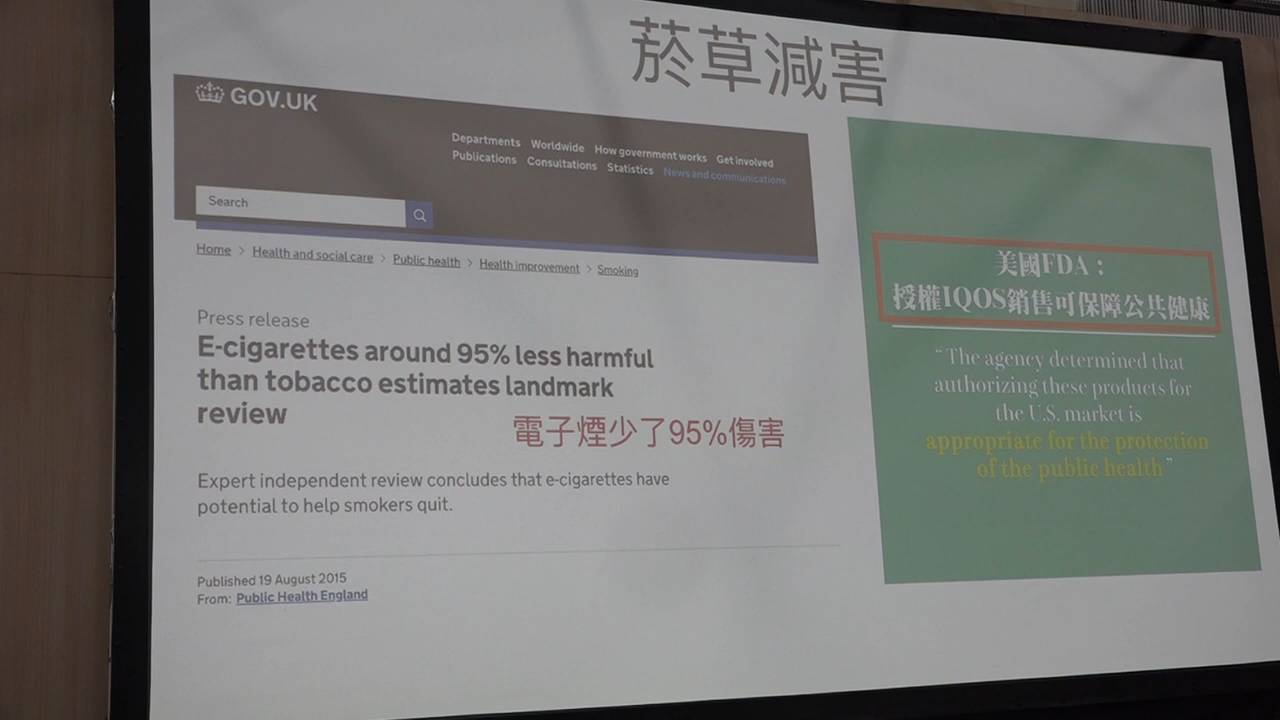 菸草減害
GOV.UK
Departments Worldwide How government works Get involved
Publications Consultations Statistics News and communications
Search
Home > Health and social care > Public health > Health improvement > Smoking
Press release
E-cigarettes around 95% less harmful
than tobacco estimates landmark
review
電子煙少了95%傷害
Expert independent review concludes that e-cigarettes have
potential to help smokers quit.
Published 19 August 2015
From: Public Health England
美國FDA：
授權IQOS銷售可保障公共健康
“The agency determined that
authorizing these products for
the U.S. market is
appropriate for the protection
of the public health”